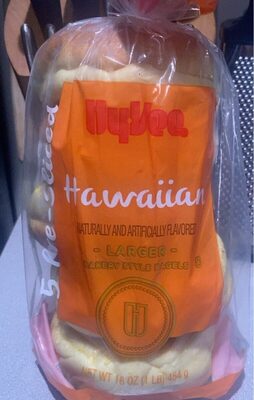 HyVee
Hawaiian
NATURALLY AND ARTIFICIALLY FLAVORED
- LARGER -
BAKERY STYLE BAGELS
5 Pre-Sliced
NET WT 16 OZ (1 LB) 454 g